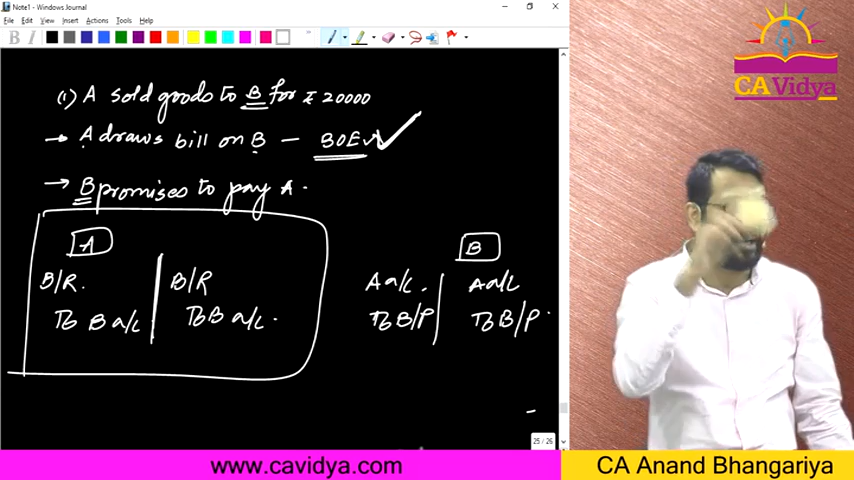 Note1 - Windows Journal
File Edit View Insert Actions Tools Help
B I
(1) A sold goods to B for ₹ 20000
→ A draws bill on B – BOE ✓
→ B promises to pay A.
A
B/R.
To B a/c
B/R
To B a/c.
B
A a/c.
To B/P
A a/c
To B/P.
25 / 26
CA Vidya
www.cavidya.com
CA Anand Bhangariya